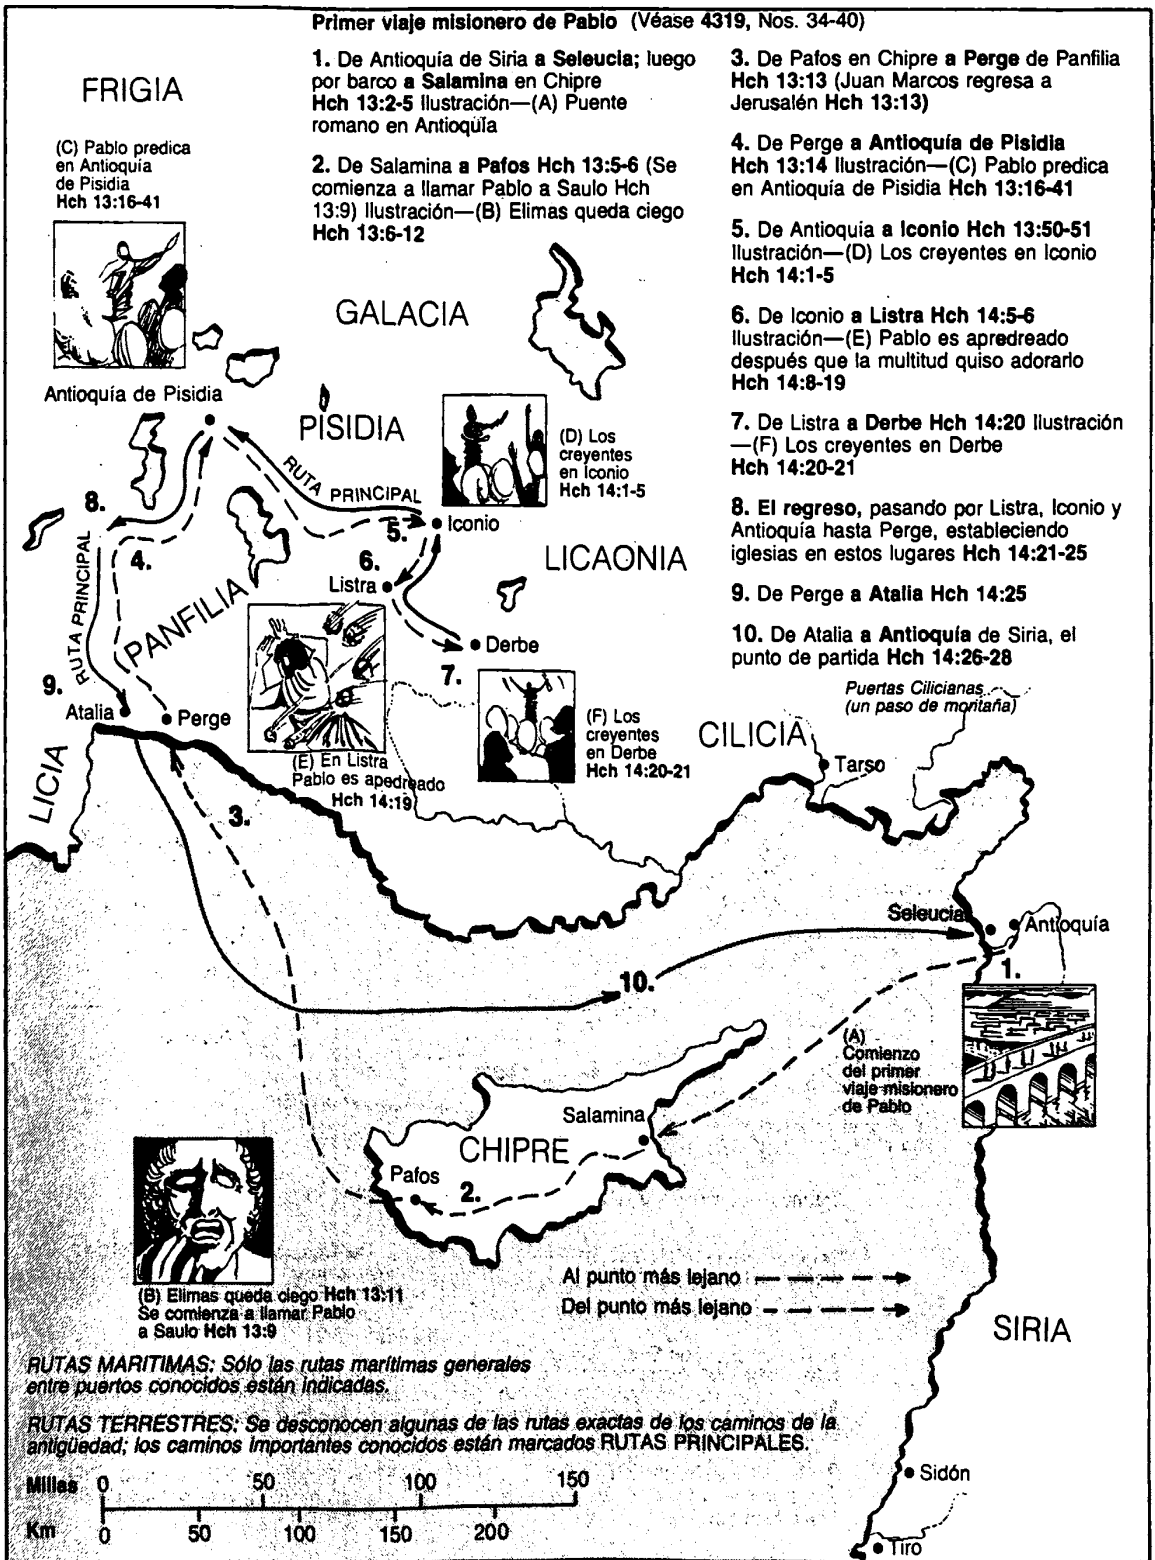 Primer viaje misionero de Pablo (Véase 4319, Nos. 34-40)
1. De Antioquía de Siria a Seleucia; luego
por barco a Salamina en Chipre
Hch 13:2-5 Ilustración—(A) Puente
romano en Antioquía
2. De Salamina a Pafos Hch 13:5-6 (Se
comienza a llamar Pablo a Saulo Hch
13:9) Ilustración—(B) Elimas queda ciego
Hch 13:6-12
3. De Pafos en Chipre a Perge de Panfilia
Hch 13:13 (Juan Marcos regresa a
Jerusalén Hch 13:13)
4. De Perge a Antioquía de Pisidia
Hch 13:14 Ilustración—(C) Pablo predica
en Antioquía de Pisidia Hch 13:16-41
5. De Antioquia a Iconio Hch 13:50-51
Ilustración—(D) Los creyentes en Iconio
Hch 14:1-5
6. De Iconio a Listra Hch 14:5-6
Ilustración—(E) Pablo es apredreado
después que la multitud quiso adorarlo
Hch 14:8-19
7. De Listra a Derbe Hch 14:20 Ilustración
—(F) Los creyentes en Derbe
Hch 14:20-21
8. El regreso, pasando por Listra, Iconio y
Antioquía hasta Perge, estableciendo
iglesias en estos lugares Hch 14:21-25
9. De Perge a Atalia Hch 14:25
10. De Atalia a Antioquía de Siria, el
punto de partida Hch 14:26-28
FRIGIA
(C) Pablo predica
en Antioquía
de Pisidia
Hch 13:16-41
GALACIA
Antioquía de Pisidia
PISIDIA
(D) Los
creyentes
en Iconio
Hch 14:1-5
RUTA PRINCIPAL
8.
5.
Iconio
4.
6.
LICAONIA
Listra
RUTA PRINCIPAL
PANFILIA
Derbe
7.
9.
Atalia
Perge
Puertas Cilicianas
(un paso de montaña)
(F) Los
creyentes
en Derbe
Hch 14:20-21
CILICIA
Tarso
LICIA
(E) En Listra
Pablo es apedreado
Hch 14:19
3.
Seleucia
Antioquía
1.
10.
(A)
Comienzo
del primer
viaje misionero
de Pablo
Salamina
CHIPRE
Pafos
2.
(B) Elimas queda ciego Hch 13:11
Se comienza a llamar Pablo
a Saulo Hch 13:9
Al punto más lejano
Del punto más lejano
SIRIA
RUTAS MARITIMAS: Sólo las rutas marítimas generales
entre puertos conocidos están indicadas.
RUTAS TERRESTRES: Se desconocen algunas de las rutas exactas de los caminos de la
antigüedad; los caminos importantes conocidos están marcados RUTAS PRINCIPALES.
Millas 0 50 100 150
Km 0 50 100 150 200
Sidón
Tiro